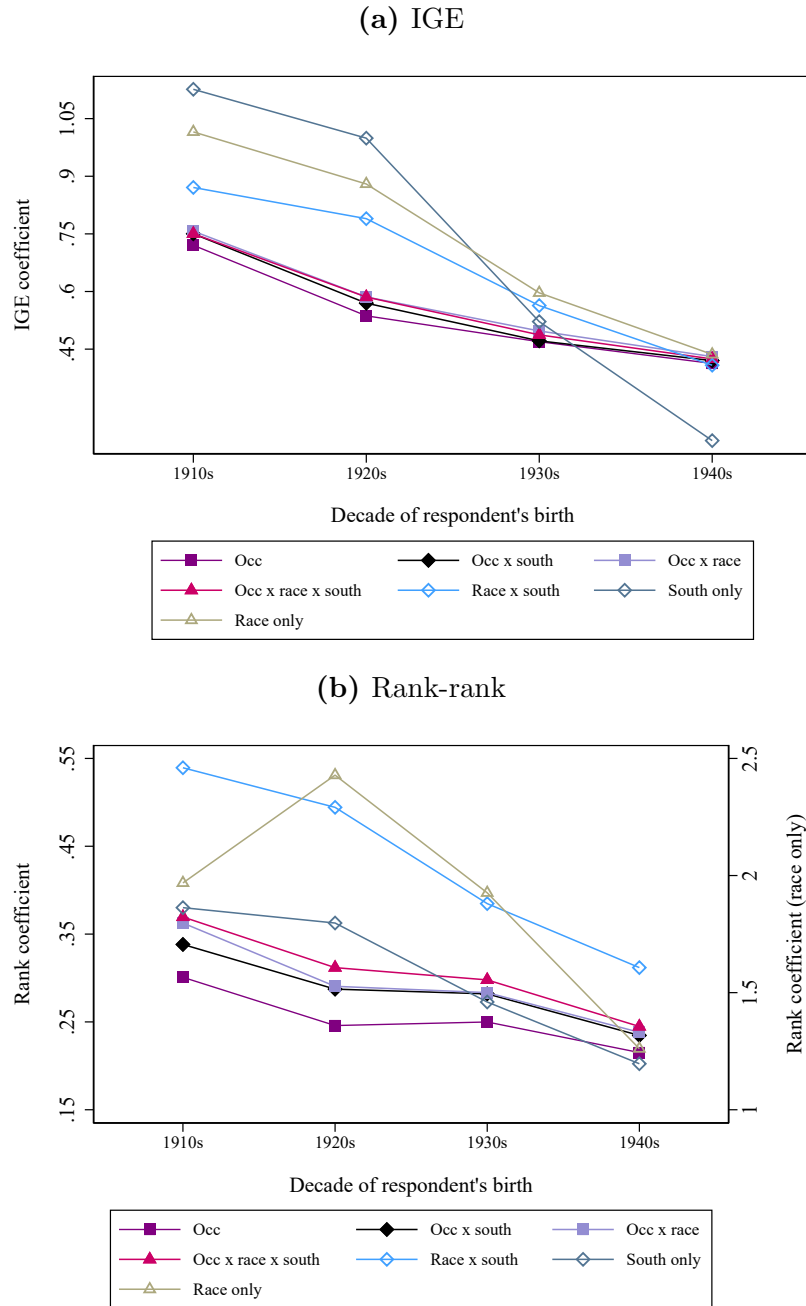 (a) IGE
IGE coefficient
1.05
.9
.75
.6
.45
1910s 1920s 1930s 1940s
Decade of respondent's birth
Occ Occ x south Occ x race
Occ x race x south Race x south South only
Race only
(b) Rank-rank
Rank coefficient
.55
.45
.35
.25
.15
2.5
2
1.5
1
Rank coefficient (race only)
1910s 1920s 1930s 1940s
Decade of respondent's birth
Occ Occ x south Occ x race
Occ x race x south Race x south South only
Race only